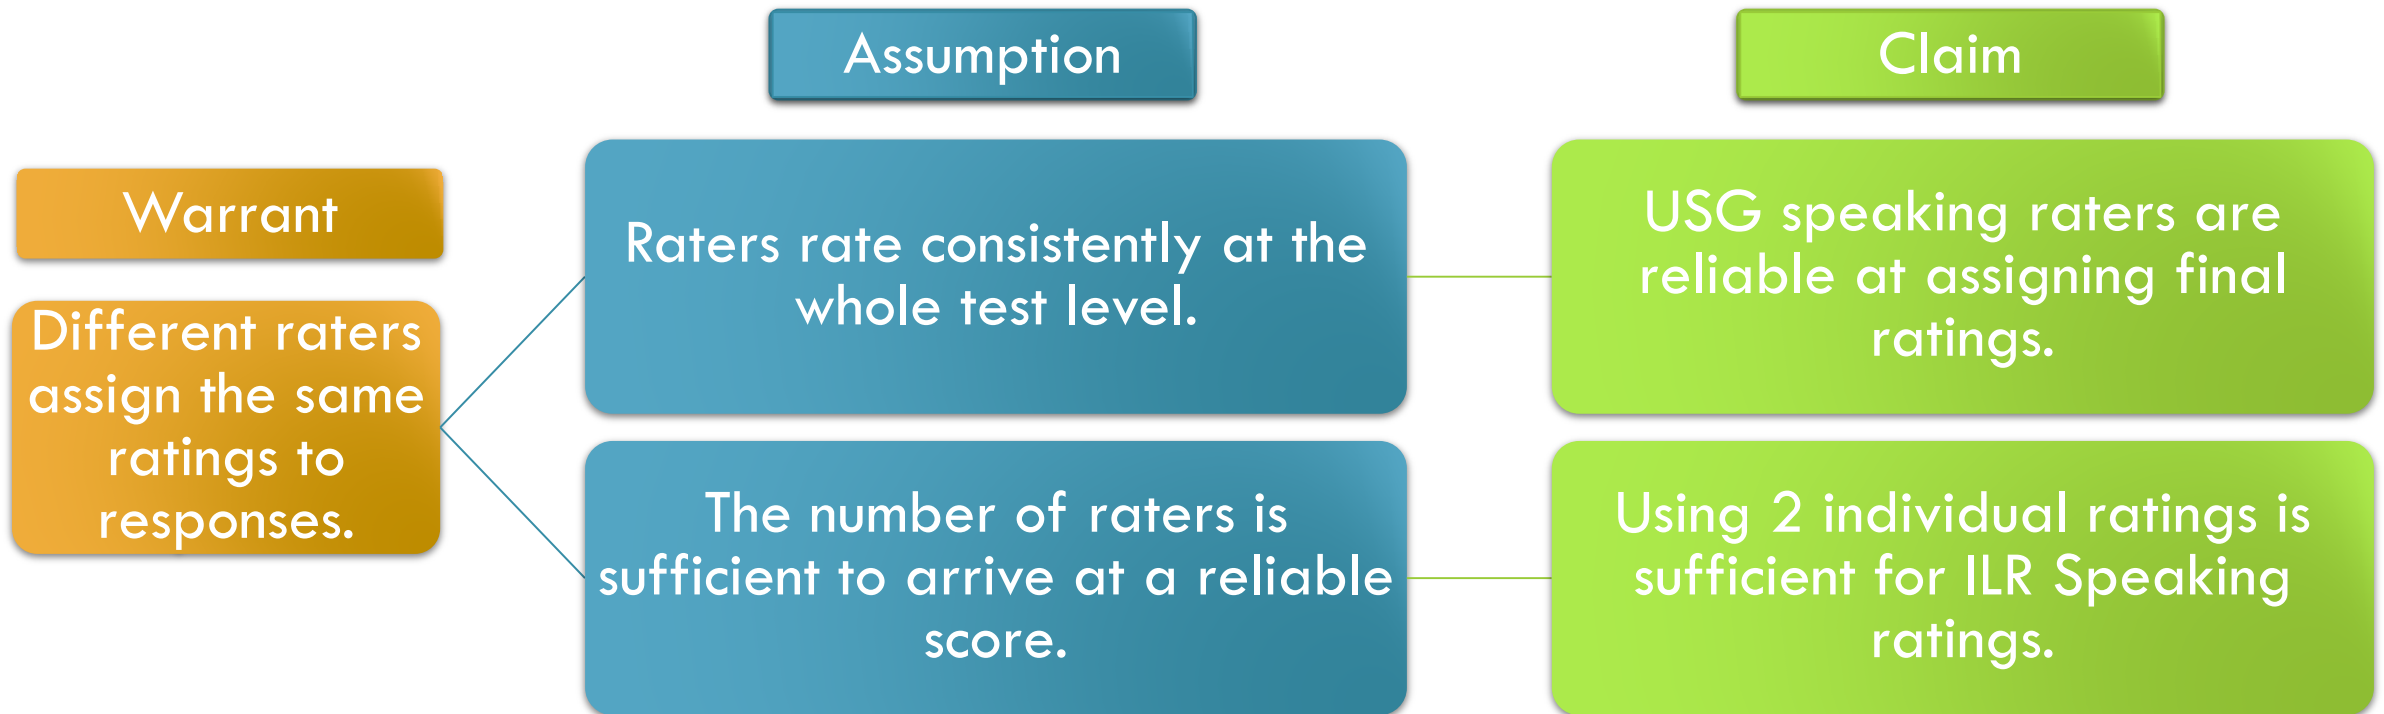 Warrant
Different raters
assign the same
ratings to
responses.
Assumption
Raters rate consistently at the
whole test level.
The number of raters is
sufficient to arrive at a reliable
score.
Claim
USG speaking raters are
reliable at assigning final
ratings.
Using 2 individual ratings is
sufficient for ILR Speaking
ratings.